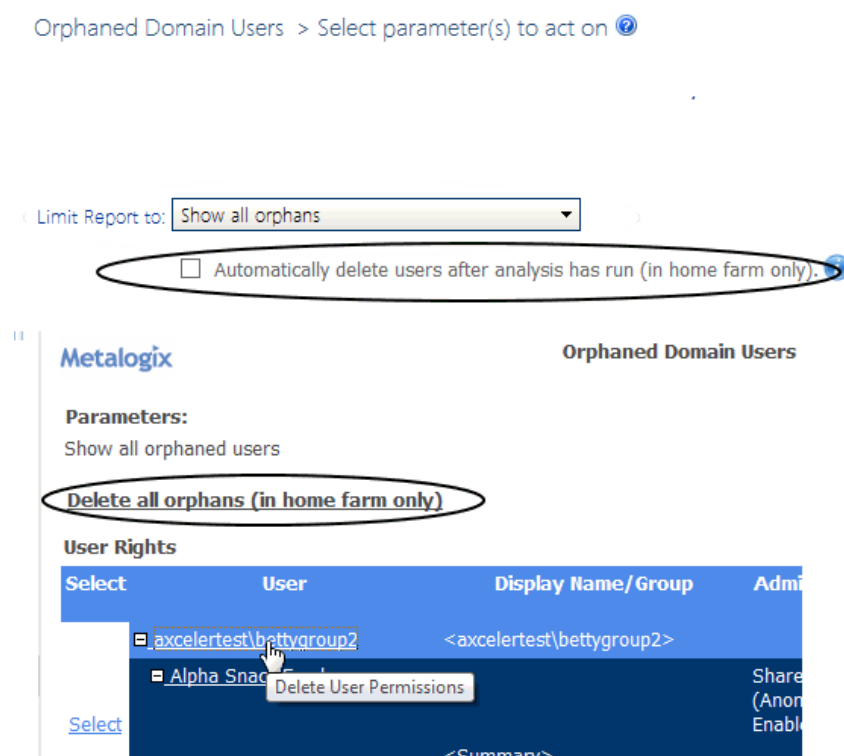 Orphaned Domain Users > Select parameter(s) to act on
Limit Report to: Show all orphans
Automatically delete users after analysis has run (in home farm only).
Metalogix
Orphaned Domain Users
Parameters:
Show all orphaned users
Delete all orphans (in home farm only)
User Rights
Select User Display Name/Group
axcelertest\bettygroup2 <axcelertest\bettygroup2>
Alpha Share
Delete User Permissions (Anon
Select
<Summary>